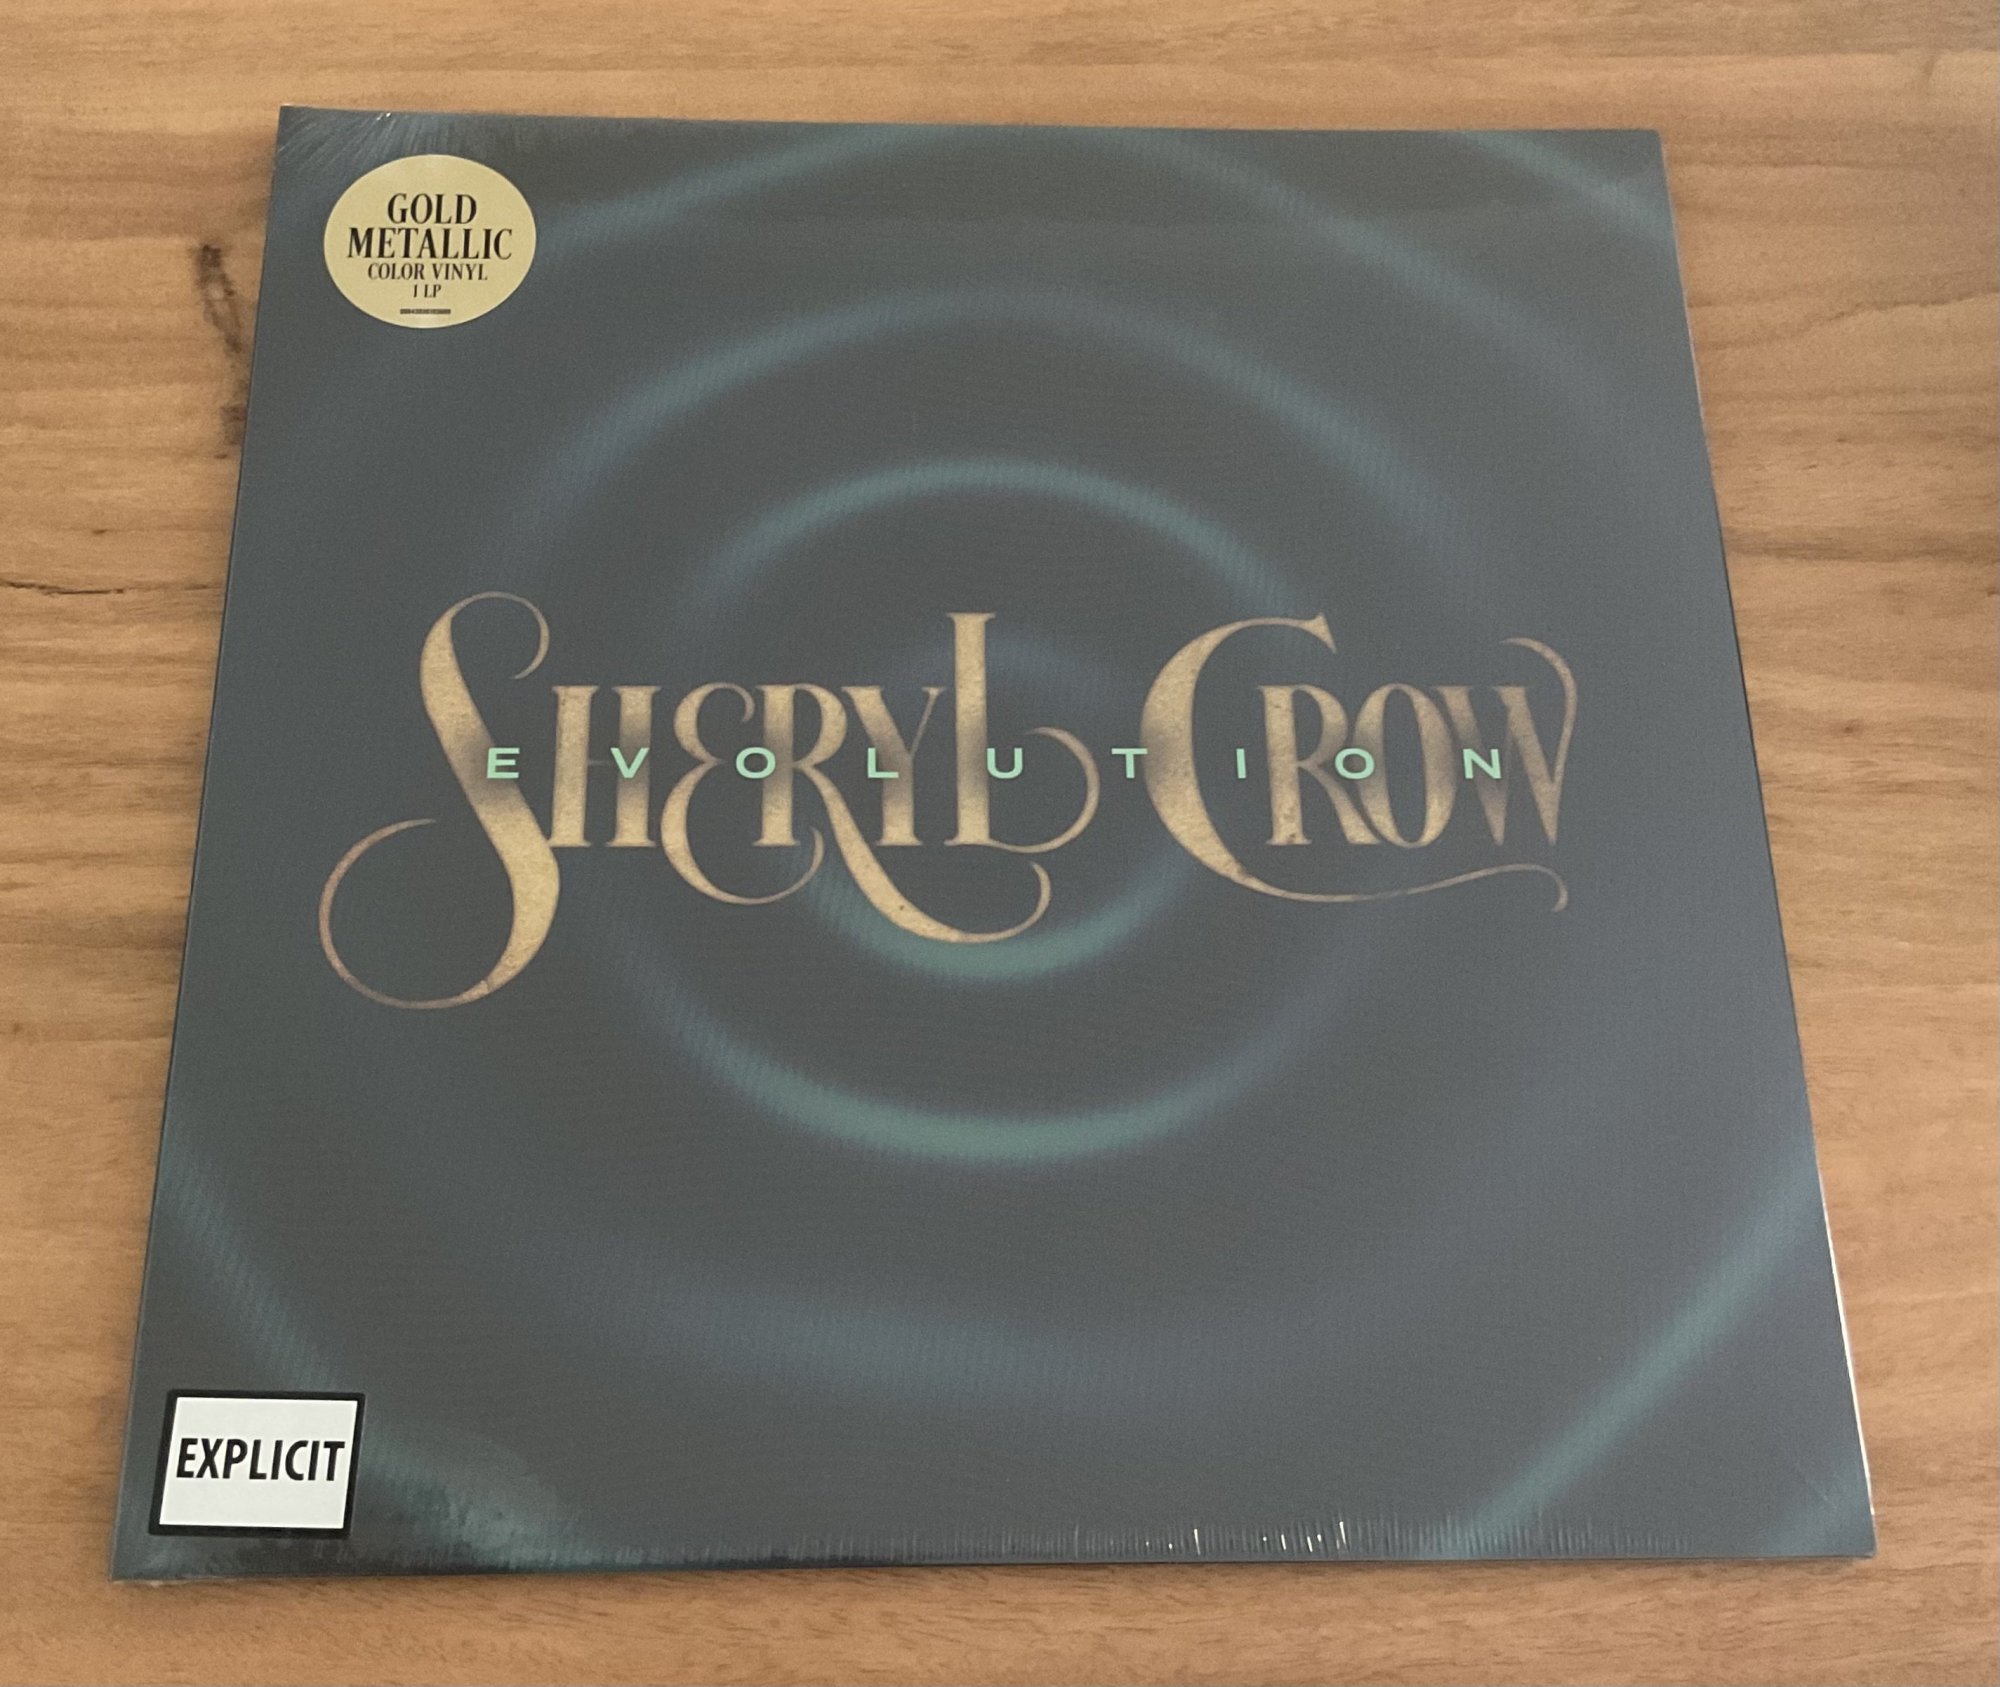 GOLD
METALLIC
COLOR VINYL
1 LP
SHERYL CROW
EVOLUTION
EXPLICIT